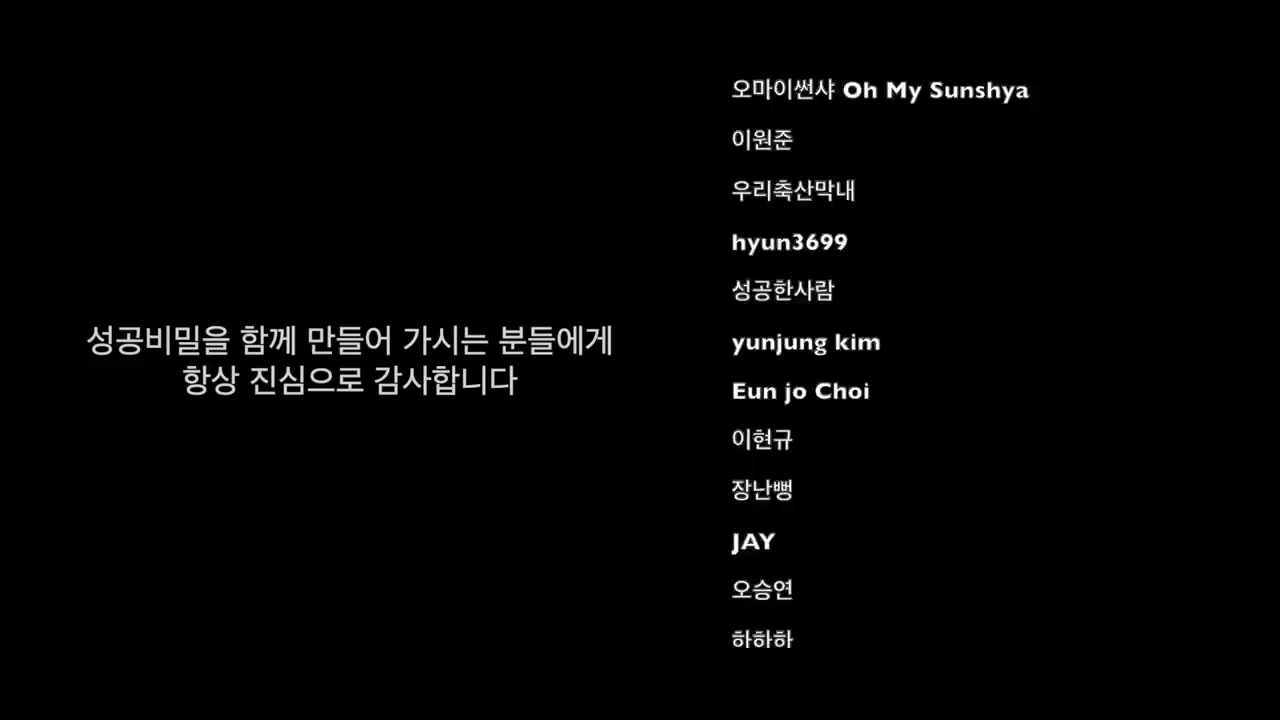 성공비밀을 함께 만들어 가시는 분들에게
항상 진심으로 감사합니다
오마이썬샤 Oh My Sunshya
이원준
우리축산막내
hyun3699
성공한사람
yunjung kim
Eun jo Choi
이현규
장난뻥
JAY
오승연
하하하